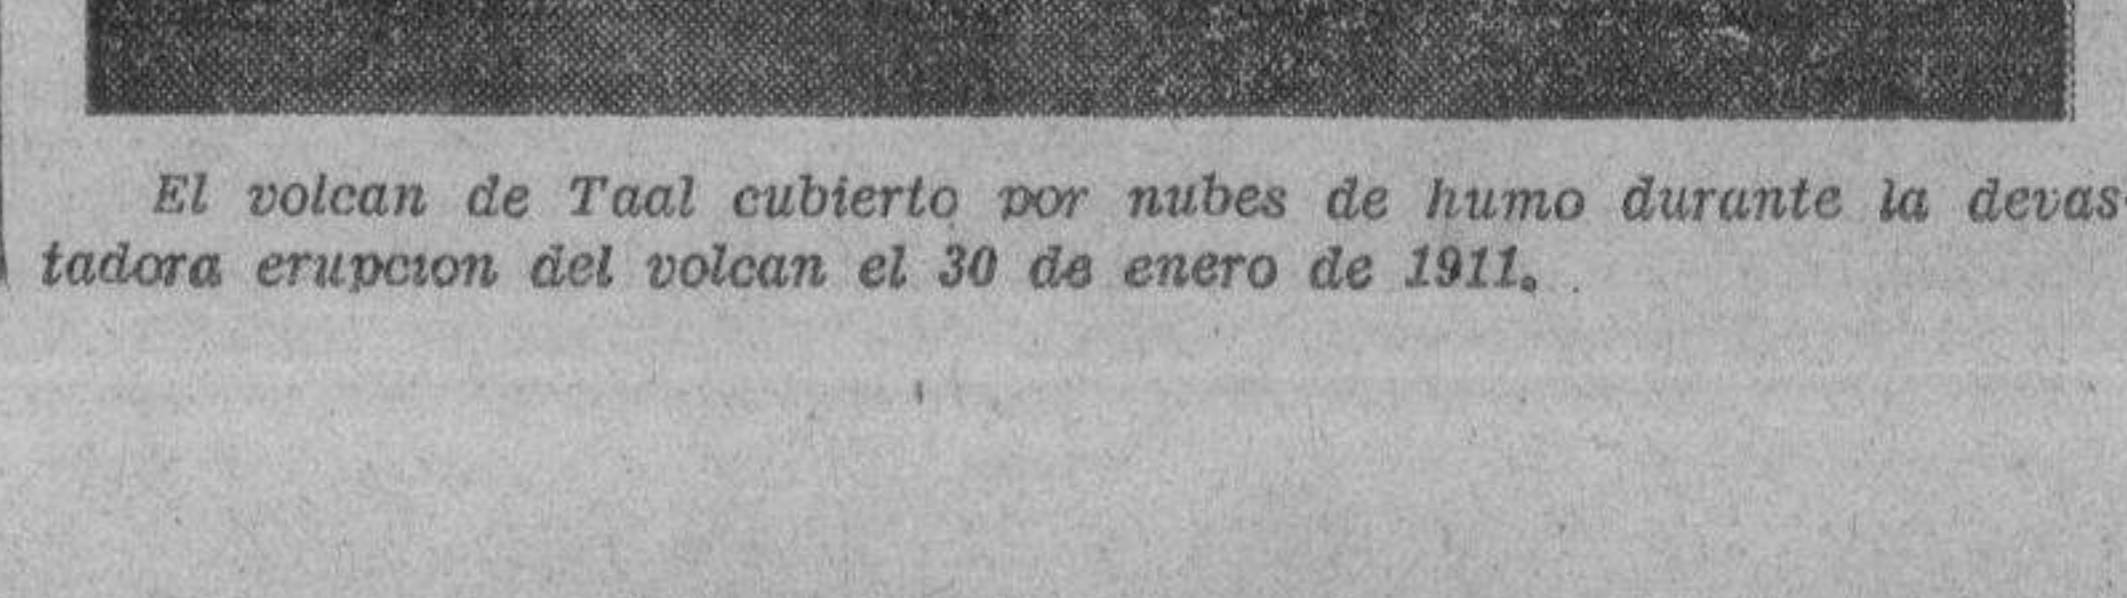 El volcan de Taal cubierto por nubes de humo durante la devas
tadora erupcion del volcan el 30 de enero de 1911.